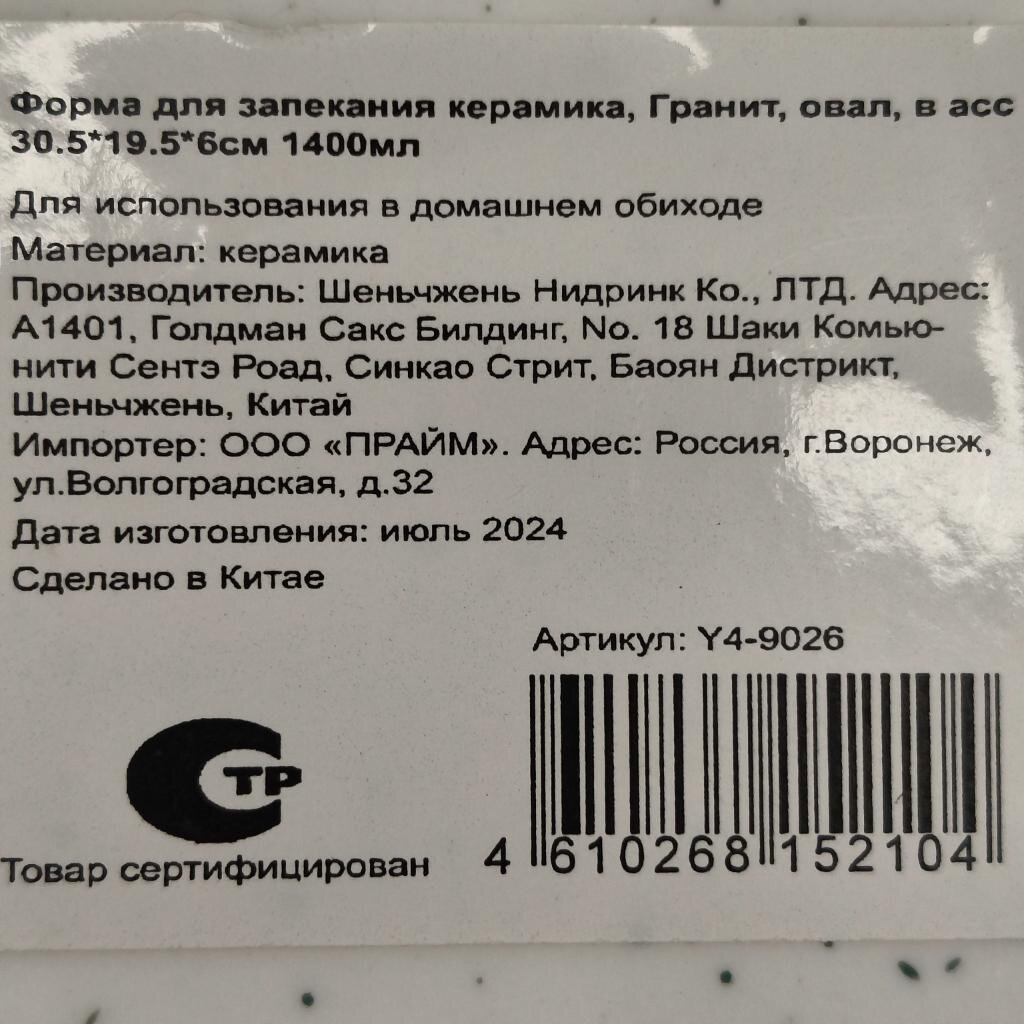 Форма для запекания керамика, Гранит, овал, в асс
30.5*19.5*6см 1400мл
Для использования в домашнем обиходе
Материал: керамика
Производитель: Шеньчжень Нидринк Ко., ЛТД. Адрес:
А1401, Голдман Сакс Билдинг, No. 18 Шаки Комью-
нити Сентэ Роад, Синкао Стрит, Баоян Дистрикт,
Шеньчжень, Китай
Импортер: ООО «ПРАЙМ». Адрес: Россия, г.Воронеж,
ул.Волгоградская, д.32
Дата изготовления: июль 2024
Сделано в Китае
Артикул: Y4-9026
СТР
Товар сертифицирован
4 610268 152104